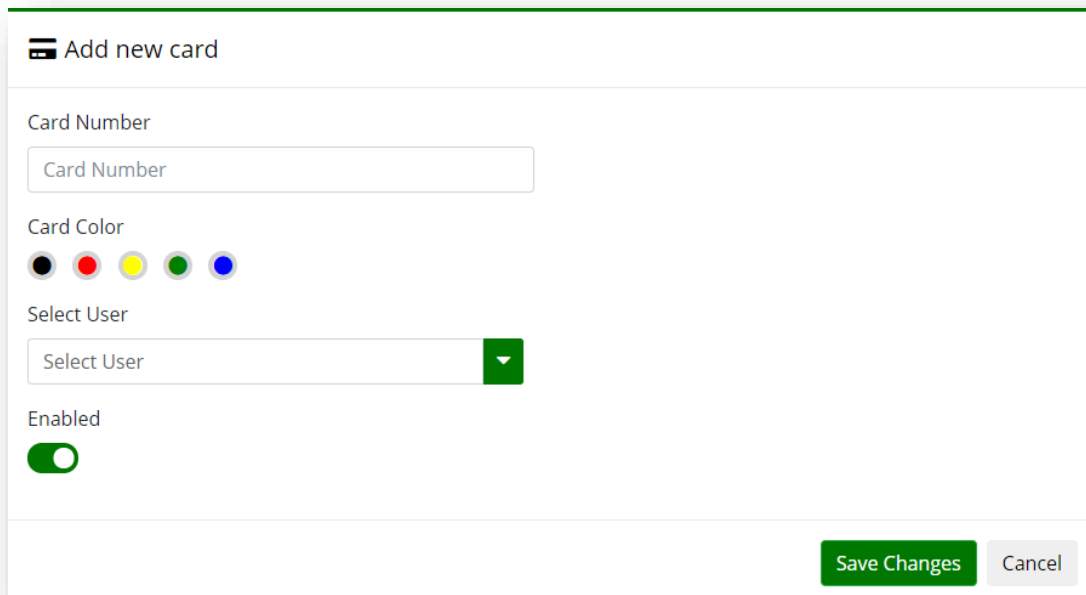 Add new card
Card Number
Card Number
Card Color
Select User
Select User
Enabled
Save Changes Cancel